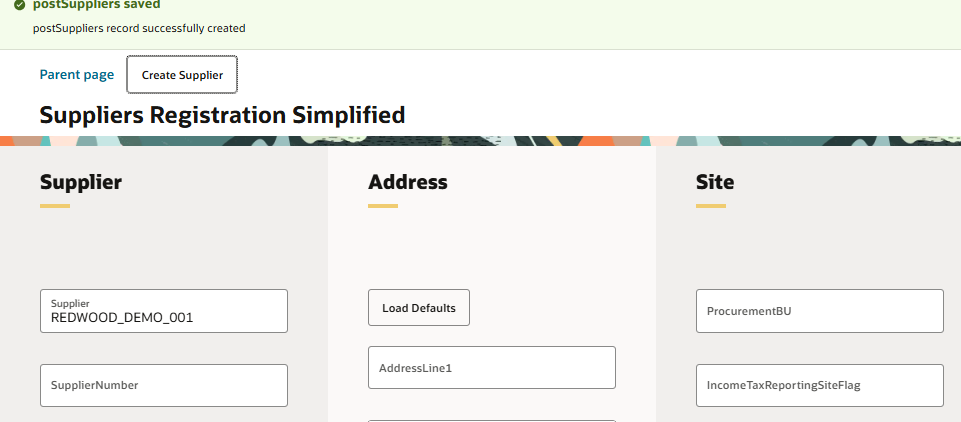 postSuppliers saved
postSuppliers record successfully created
Parent page
Create Supplier
Suppliers Registration Simplified
Supplier
Address
Site
Supplier
REDWOOD_DEMO_001
Load Defaults
ProcurementBU
AddressLine1
SupplierNumber
IncomeTaxReportingSiteFlag